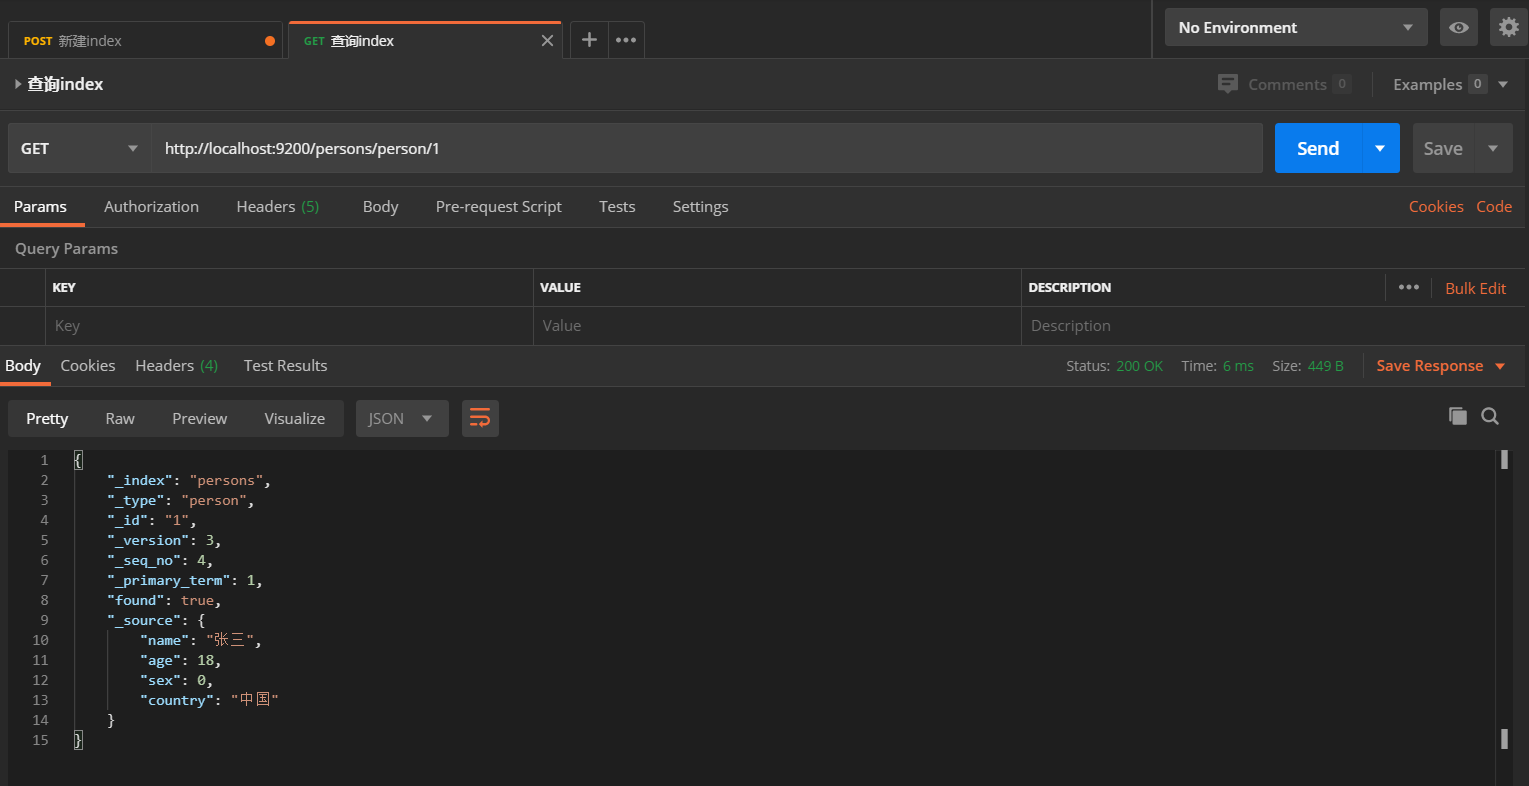 POST 新建index
GET 查询index
No Environment
查询index
Comments 0
Examples 0
GET
http://localhost:9200/persons/person/1
Send
Save
Params Authorization Headers (5) Body Pre-request Script Tests Settings Cookies Code
Query Params
KEY VALUE DESCRIPTION Bulk Edit
Key Value Description
Body Cookies Headers (4) Test Results Status: 200 OK Time: 6 ms Size: 449 B Save Response
Pretty Raw Preview Visualize JSON
1 {
2 "_index": "persons",
3 "_type": "person",
4 "_id": "1",
5 "_version": 3,
6 "_seq_no": 4,
7 "_primary_term": 1,
8 "found": true,
9 "_source": {
10 "name": "张三",
11 "age": 18,
12 "sex": 0,
13 "country": "中国"
14 }
15 }